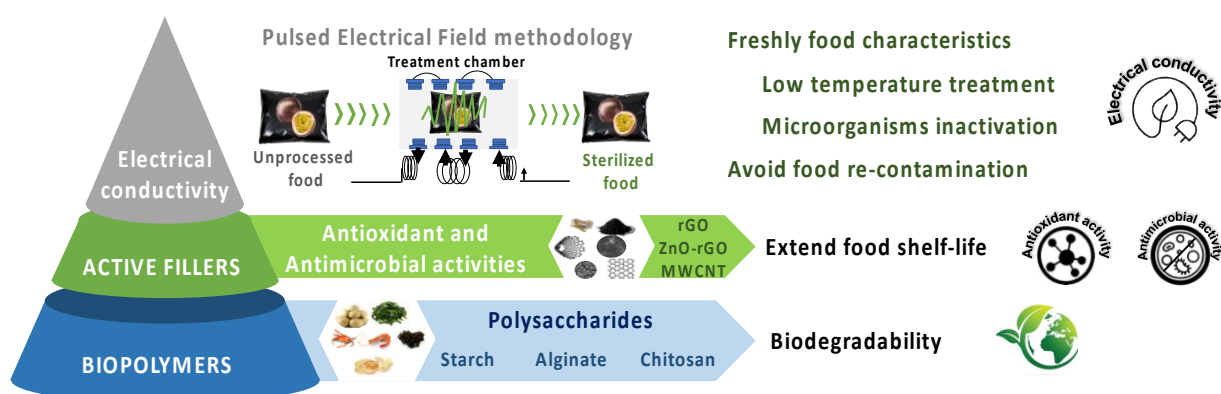 Pulsed Electrical Field methodology
Treatment chamber
Unprocessed
food
Sterilized
food
Freshly food characteristics
Low temperature treatment
Microorganisms inactivation
Avoid food re-contamination
Electrical conductivity
Electrical
conductivity
ACTIVE FILLERS
Antioxidant and
Antimicrobial activities
rGO
ZnO-rGO
MWCNT
Extend food shelf-life
Antioxidant activity
Antimicrobial activity
BIOPOLYMERS
Polysaccharides
Starch Alginate Chitosan
Biodegradability